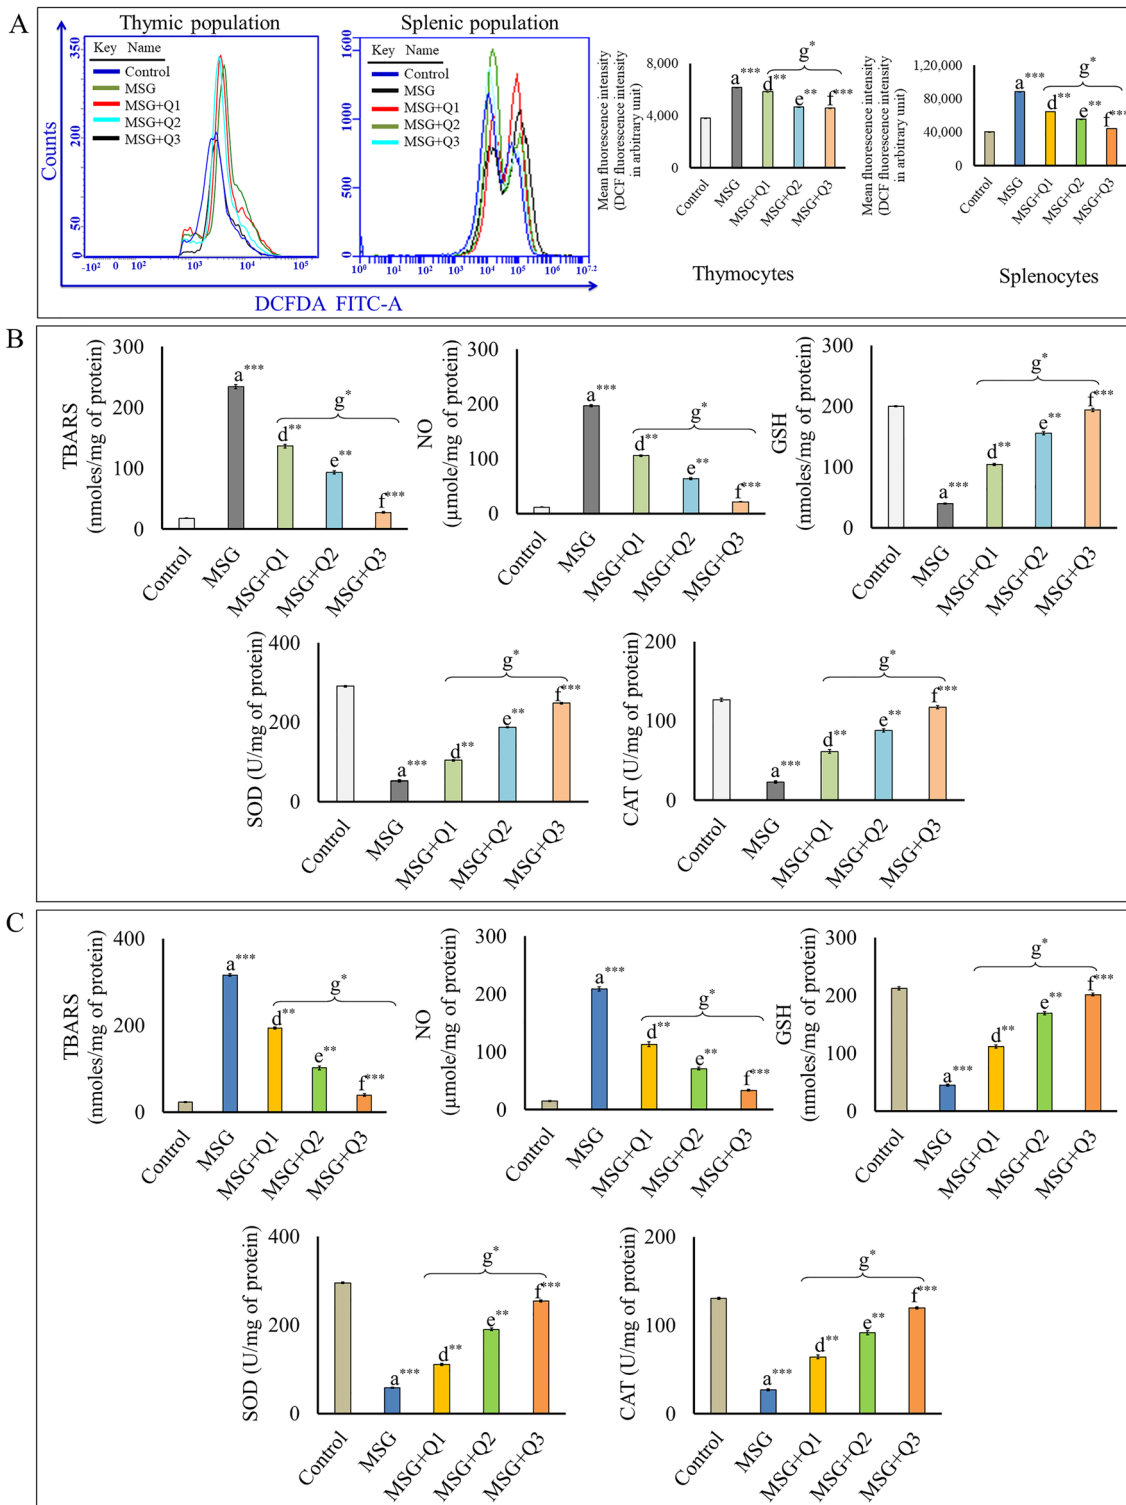 A
Thymic population
Key Name
Control
MSG
MSG+Q1
MSG+Q2
MSG+Q3
Counts
350
200
50
0
-10² 0 10² 10³ 10⁴ 10⁵
Splenic population
Key Name
Control
MSG
MSG+Q1
MSG+Q2
MSG+Q3
1600
1000
500
0
10⁰ 10¹ 10² 10³ 10⁴ 10⁵ 10⁶ 10⁷·²
DCFDA FITC-A
Mean fluorescence intensity
(DCF fluorescence intensity
in arbitrary unit)
8,000
4,000
0
a*** d** e** f***
g*
Control MSG MSG+Q1 MSG+Q2 MSG+Q3
Thymocytes
Mean fluorescence intensity
(DCF fluorescence intensity
in arbitrary unit)
1,20,000
80,000
40,000
0
a*** d** e** f***
g*
Control MSG MSG+Q1 MSG+Q2 MSG+Q3
Splenocytes
B
TBARS
(nmoles/mg of protein)
300
200
100
0
a*** d** e** f***
g*
Control MSG MSG+Q1 MSG+Q2 MSG+Q3
NO
(µmole/mg of protein)
300
200
100
0
a*** d** e** f***
g*
Control MSG MSG+Q1 MSG+Q2 MSG+Q3
GSH
(nmoles/mg of protein)
300
200
100
0
a*** d** e** f***
g*
Control MSG MSG+Q1 MSG+Q2 MSG+Q3
SOD (U/mg of protein)
400
200
0
a*** d** e** f***
g*
Control MSG MSG+Q1 MSG+Q2 MSG+Q3
CAT (U/mg of protein)
200
100
0
a*** d** e** f***
g*
Control MSG MSG+Q1 MSG+Q2 MSG+Q3
C
TBARS
(nmoles/mg of protein)
400
200
0
a*** d** e** f***
g*
Control MSG MSG+Q1 MSG+Q2 MSG+Q3
NO
(µmole/mg of protein)
300
200
100
0
a*** d** e** f***
g*
Control MSG MSG+Q1 MSG+Q2 MSG+Q3
GSH
(nmoles/mg of protein)
300
200
100
0
a*** d** e** f***
g*
Control MSG MSG+Q1 MSG+Q2 MSG+Q3
SOD (U/mg of protein)
400
200
0
a*** d** e** f***
g*
Control MSG MSG+Q1 MSG+Q2 MSG+Q3
CAT (U/mg of protein)
200
100
0
a*** d** e** f***
g*
Control MSG MSG+Q1 MSG+Q2 MSG+Q3